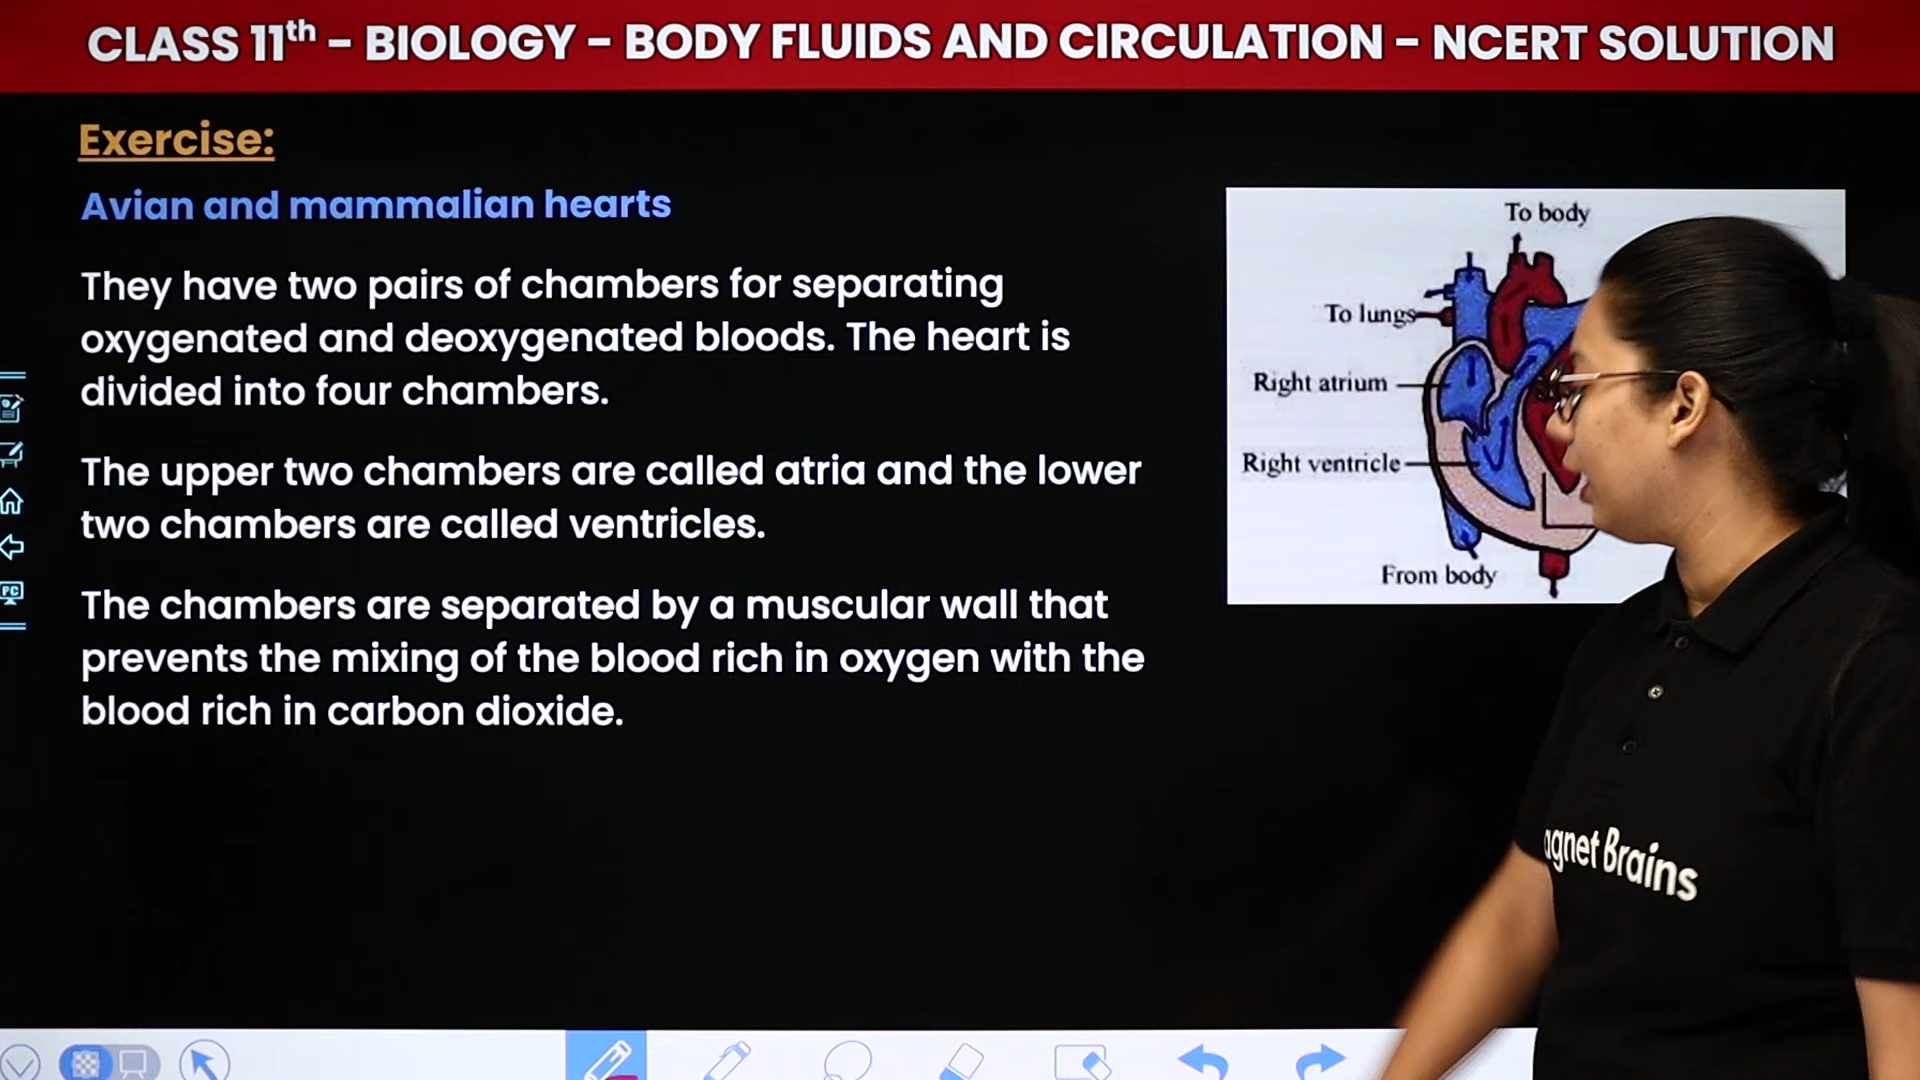 CLASS 11th – BIOLOGY – BODY FLUIDS AND CIRCULATION – NCERT SOLUTION
Exercise:
Avian and mammalian hearts
They have two pairs of chambers for separating
oxygenated and deoxygenated bloods. The heart is
divided into four chambers.
The upper two chambers are called atria and the lower
two chambers are called ventricles.
The chambers are separated by a muscular wall that
prevents the mixing of the blood rich in oxygen with the
blood rich in carbon dioxide.
To body
To lungs
Right atrium
Right ventricle
From body
PC
agnet Brains